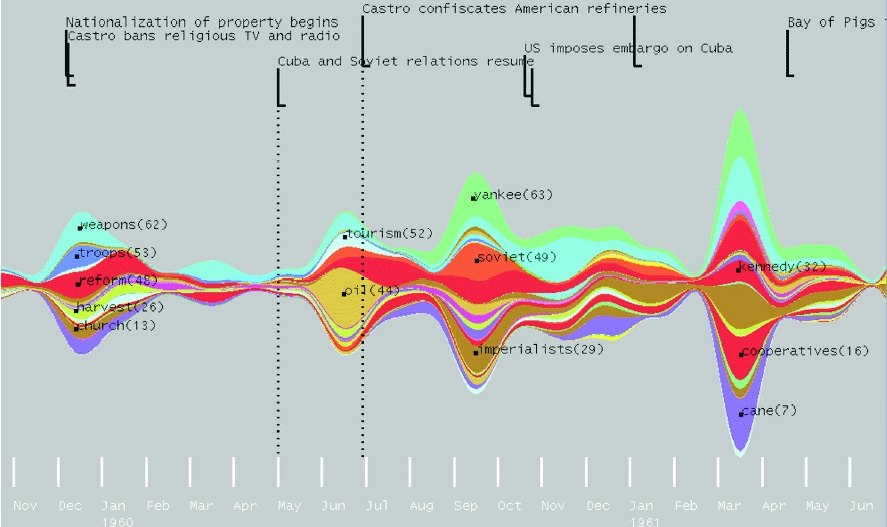 Castro confiscates American refineries
Nationalization of property begins
Bay of Pigs
Castro bans religious TV and radio
US imposes embargo on Cuba
Cuba and Soviet relations resume
yankee(63)
weapons(62)
tourism(52)
troops(53)
soviet(49)
kennedy(32)
reform(48)
oil(44)
harvest(26)
church(13)
imperialists(29)
cooperatives(16)
cane(7)
Nov Dec Jan Feb Mar Apr May Jun Jul Aug Sep Oct Nov Dec Jan Feb Mar Apr May Jun
1960 1961